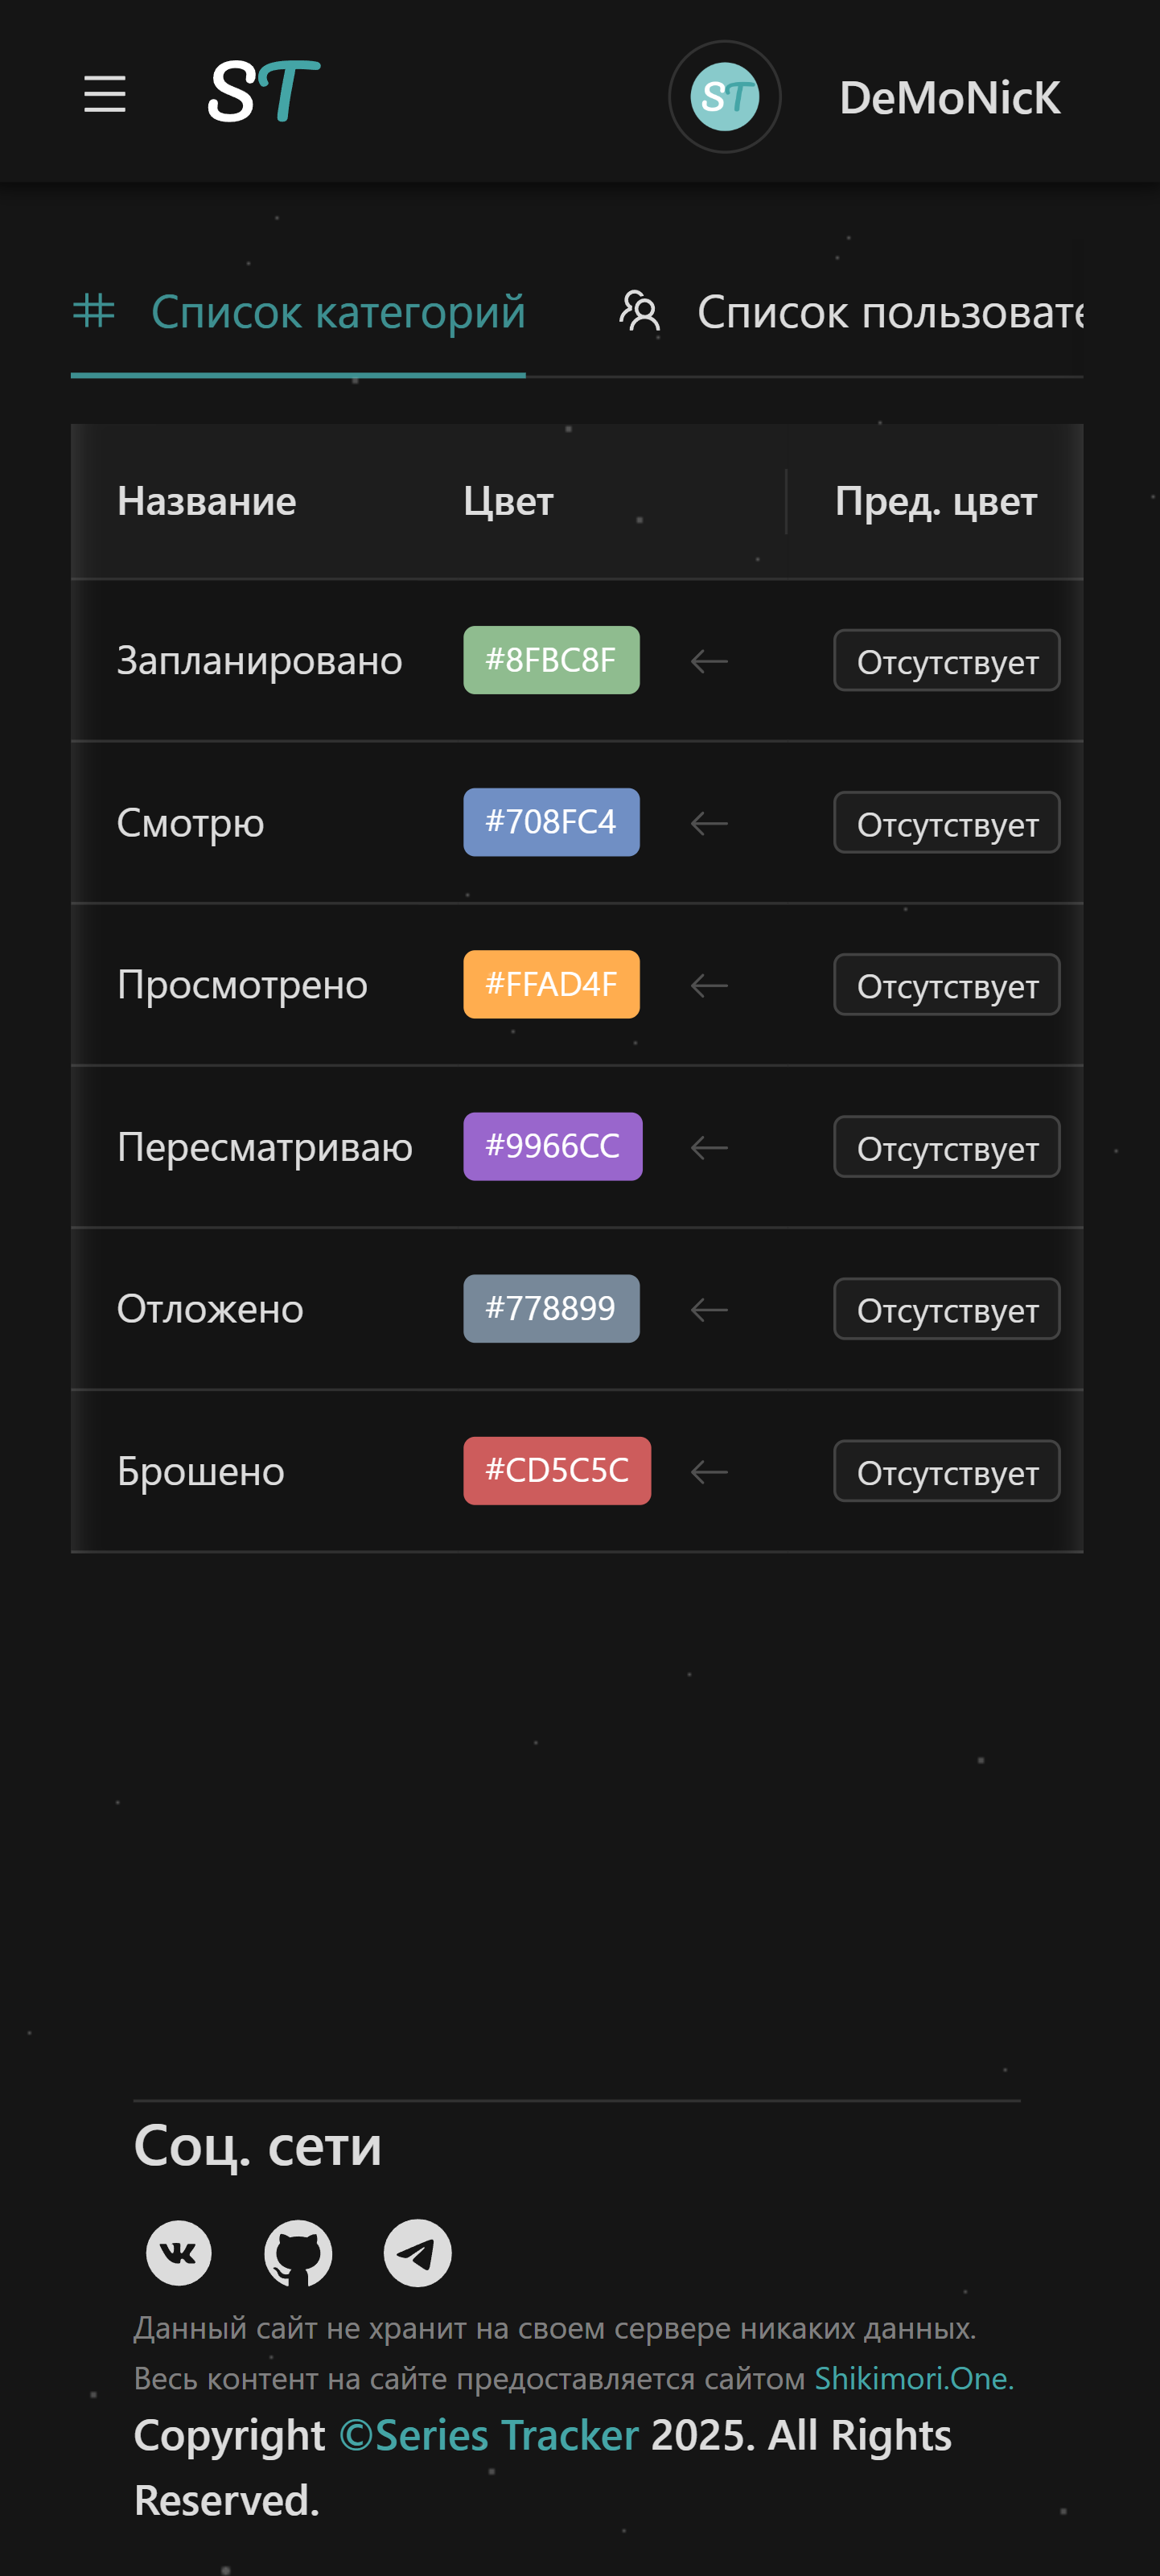 ST
ST DeMoNicK
Список категорий Список пользовате
Название Цвет Пред. цвет
Запланировано #8FBC8F Отсутствует
Смотрю #708FC4 Отсутствует
Просмотрено #FFAD4F Отсутствует
Пересматриваю #9966CC Отсутствует
Отложено #778899 Отсутствует
Брошено #CD5C5C Отсутствует
Соц. сети
Данный сайт не хранит на своем сервере никаких данных.
Весь контент на сайте предоставляется сайтом Shikimori.One.
Copyright ©Series Tracker 2025. All Rights
Reserved.